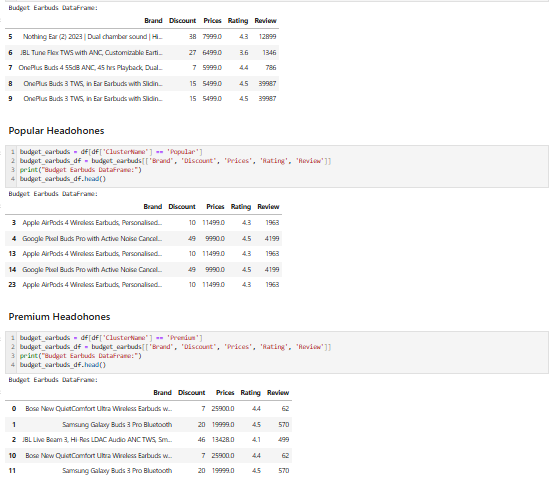 Budget Earbuds DataFrame:
Brand Discount Prices Rating Review
5 Nothing Ear (2) 2023 | Dual chamber sound | Hi... 38 7999.0 4.3 12899
6 JBL Tune Flex TWS with ANC, Customizable Earti... 27 6499.0 3.6 1346
7 OnePlus Buds 4 55dB ANC, 45 hrs Playback, Dual... 7 5999.0 4.4 786
8 OnePlus Buds 3 TWS, in Ear Earbuds with Slidin... 15 5499.0 4.5 39987
9 OnePlus Buds 3 TWS, in Ear Earbuds with Slidin... 15 5499.0 4.5 39987
Popular Headohones
1 budget_earbuds = df[df['ClusterName'] == 'Popular']
2 budget_earbuds_df = budget_earbuds[['Brand', 'Discount', 'Prices', 'Rating', 'Review']]
3 print("Budget Earbuds DataFrame:")
4 budget_earbuds_df.head()
Budget Earbuds DataFrame:
Brand Discount Prices Rating Review
3 Apple AirPods 4 Wireless Earbuds, Personalised... 10 11499.0 4.3 1963
4 Google Pixel Buds Pro with Active Noise Cancel... 49 9990.0 4.5 4199
13 Apple AirPods 4 Wireless Earbuds, Personalised... 10 11499.0 4.3 1963
14 Google Pixel Buds Pro with Active Noise Cancel... 49 9990.0 4.5 4199
23 Apple AirPods 4 Wireless Earbuds, Personalised... 10 11499.0 4.3 1963
Premium Headohones
1 budget_earbuds = df[df['ClusterName'] == 'Premium']
2 budget_earbuds_df = budget_earbuds[['Brand', 'Discount', 'Prices', 'Rating', 'Review']]
3 print("Budget Earbuds DataFrame:")
4 budget_earbuds_df.head()
Budget Earbuds DataFrame:
Brand Discount Prices Rating Review
0 Bose New QuietComfort Ultra Wireless Earbuds w... 7 25900.0 4.4 62
1 Samsung Galaxy Buds 3 Pro Bluetooth 20 19999.0 4.5 570
2 JBL Live Beam 3, Hi-Res LDAC Audio ANC TWS, Sm... 46 13428.0 4.1 499
10 Bose New QuietComfort Ultra Wireless Earbuds w... 7 25900.0 4.4 62
11 Samsung Galaxy Buds 3 Pro Bluetooth 20 19999.0 4.5 570